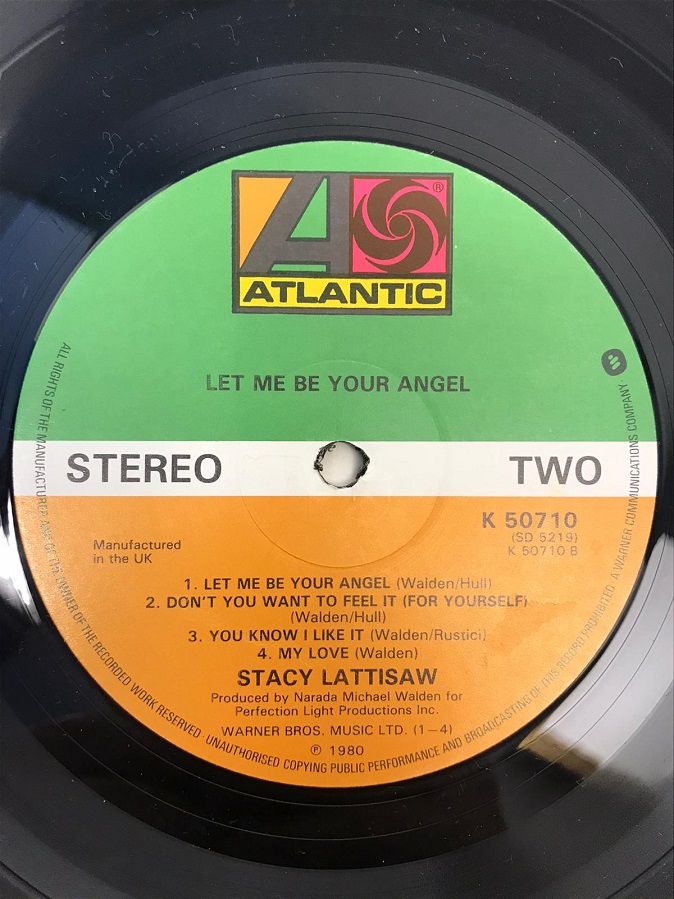 A
®
ATLANTIC
LET ME BE YOUR ANGEL
STEREO
TWO
K 50710
(SD 5219)
K 50710 B
Manufactured
in the UK
1. LET ME BE YOUR ANGEL (Walden/Hull)
2. DON'T YOU WANT TO FEEL IT (FOR YOURSELF)
(Walden/Hull)
3. YOU KNOW I LIKE IT (Walden/Rustici)
4. MY LOVE (Walden)
STACY LATTISAW
Produced by Narada Michael Walden for
Perfection Light Productions Inc.
WARNER BROS. MUSIC LTD. (1–4)
℗ 1980
ALL RIGHTS OF THE MANUFACTURER AND OF THE OWNER OF THE RECORDED WORK RESERVED · UNAUTHORISED COPYING PUBLIC PERFORMANCE AND BROADCASTING OF THIS RECORD PROHIBITED · A WARNER COMMUNICATIONS COMPANY ·